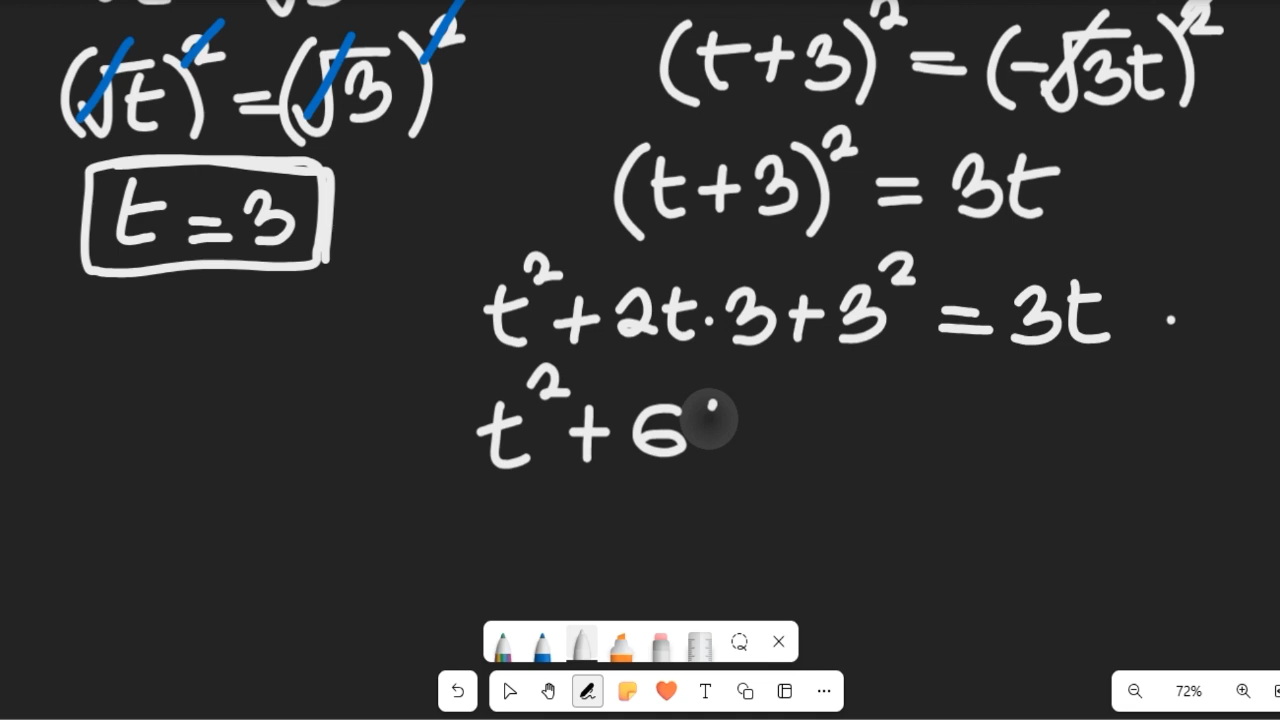 (√t)² = (√3)²
t = 3
(t+3)² = (-√3t)²
(t+3)² = 3t
t² + 2t·3 + 3² = 3t .
t² + 6
72%